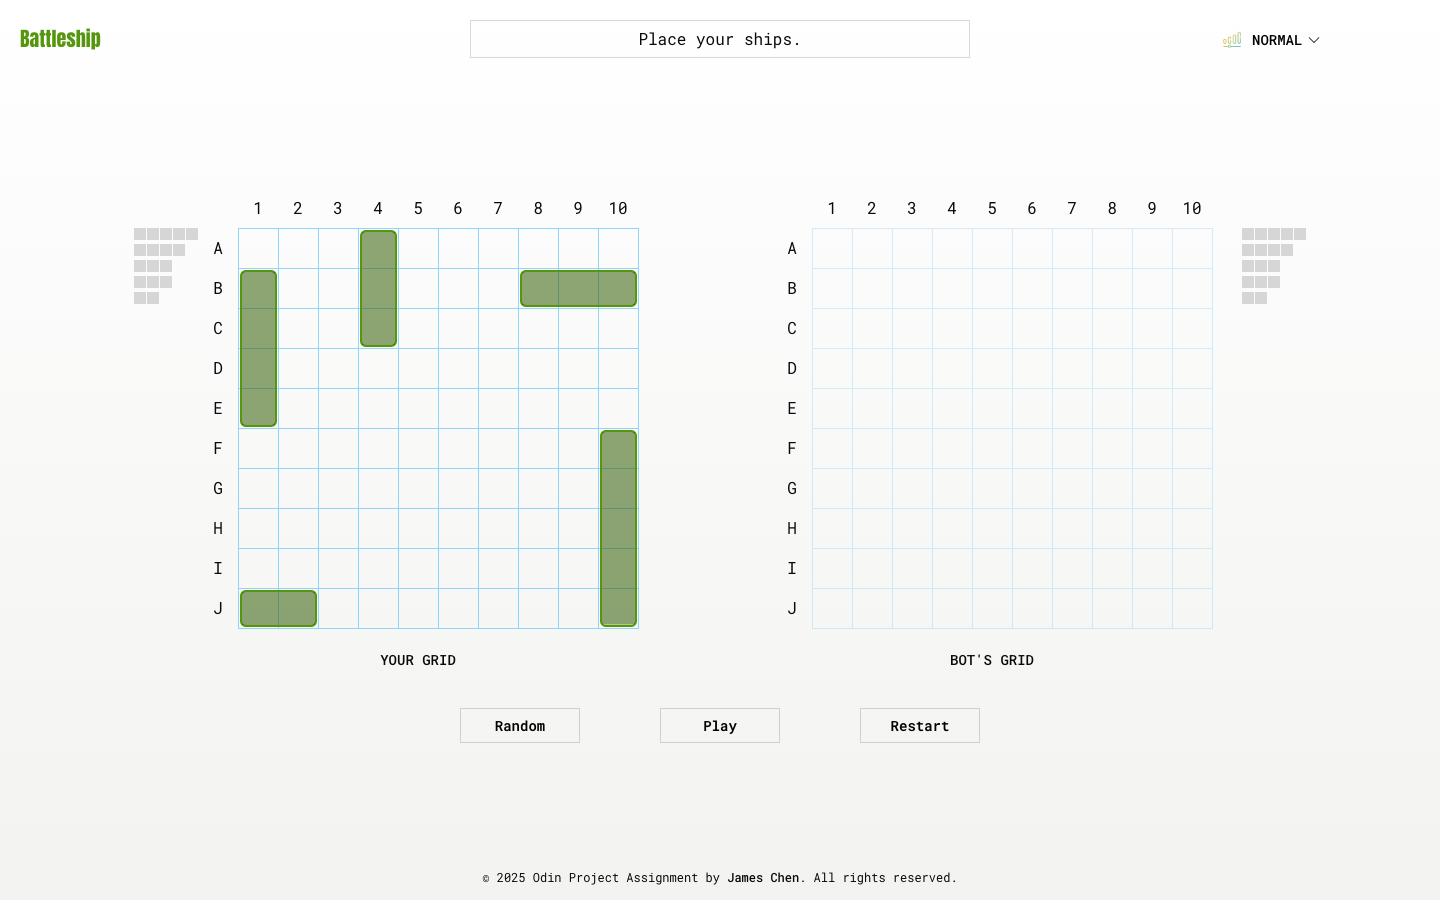 Battleship
Place your ships.
NORMAL
1 2 3 4 5 6 7 8 9 10
A
B
C
D
E
F
G
H
I
J
YOUR GRID
1 2 3 4 5 6 7 8 9 10
A
B
C
D
E
F
G
H
I
J
BOT'S GRID
Random
Play
Restart
© 2025 Odin Project Assignment by James Chen. All rights reserved.